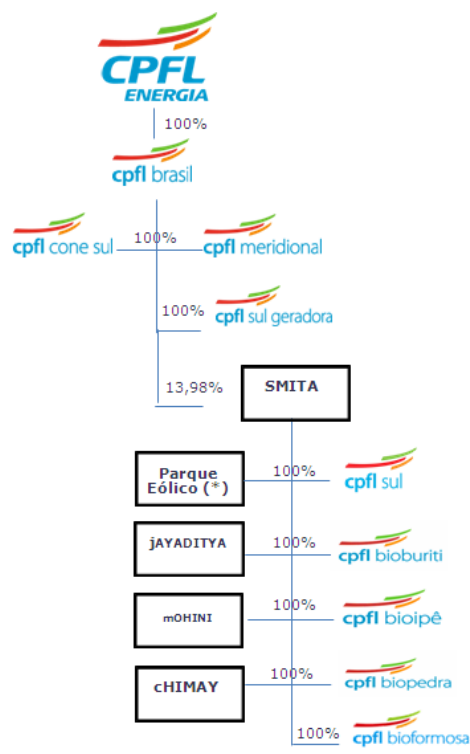 CPFL
ENERGIA
100%
cpfl brasil
cpfl cone sul 100% cpfl meridional
100% cpfl sul geradora
13,98% SMITA
Parque
Eólico (*) 100% cpfl sul
jAYADITYA 100% cpfl bioburiti
mOHINI 100% cpfl bioipê
cHIMAY 100% cpfl biopedra
100% cpfl bioformosa